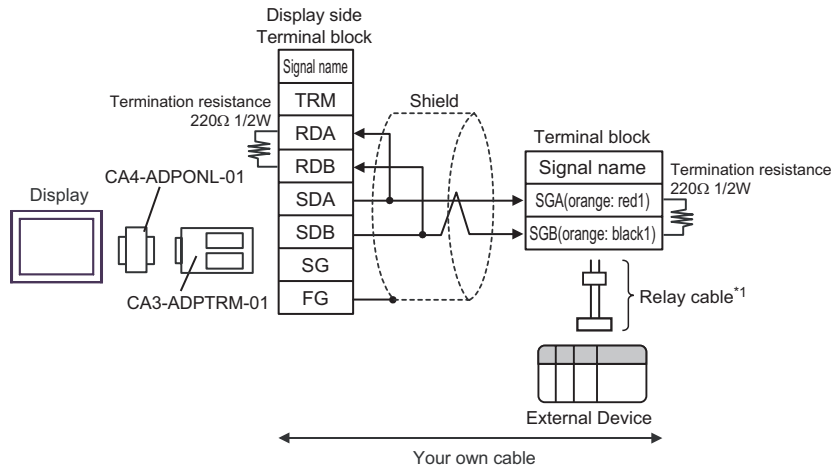 Display side
Terminal block
Signal name
TRM
RDA
RDB
SDA
SDB
SG
FG
Termination resistance
220Ω 1/2W
Shield
Terminal block
Signal name
SGA(orange: red1)
SGB(orange: black1)
Termination resistance
220Ω 1/2W
CA4-ADPONL-01
Display
CA3-ADPTRM-01
Relay cable*1
External Device
Your own cable